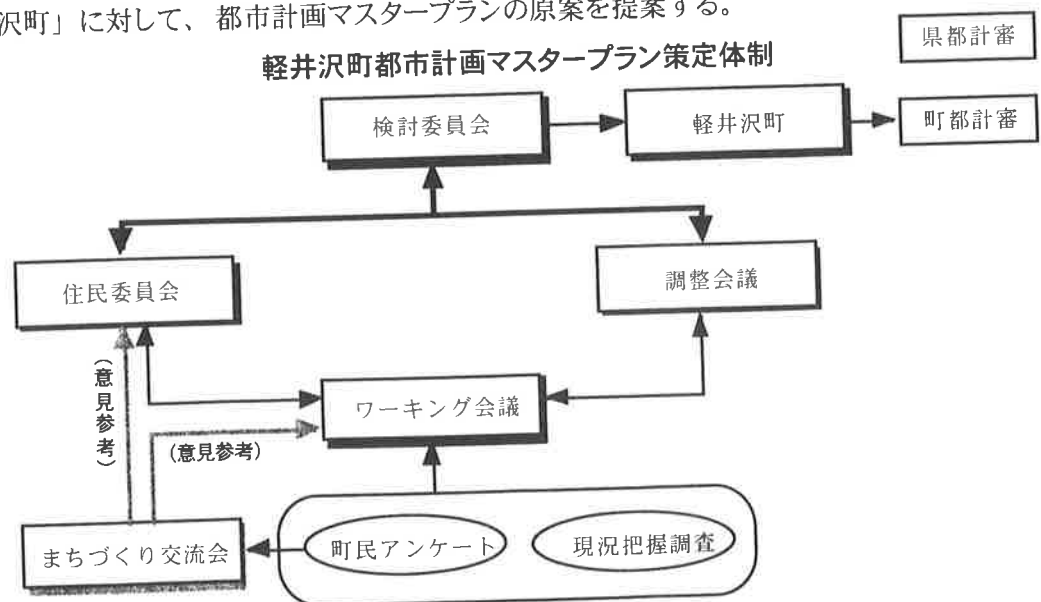 沢町」に対して、都市計画マスタープランの原案を提案する。
軽井沢町都市計画マスタープラン策定体制
県都計審
検討委員会
軽井沢町
町都計審
住民委員会
調整会議
(意見参考)
ワーキング会議
(意見参考)
まちづくり交流会
町民アンケート
現況把握調査